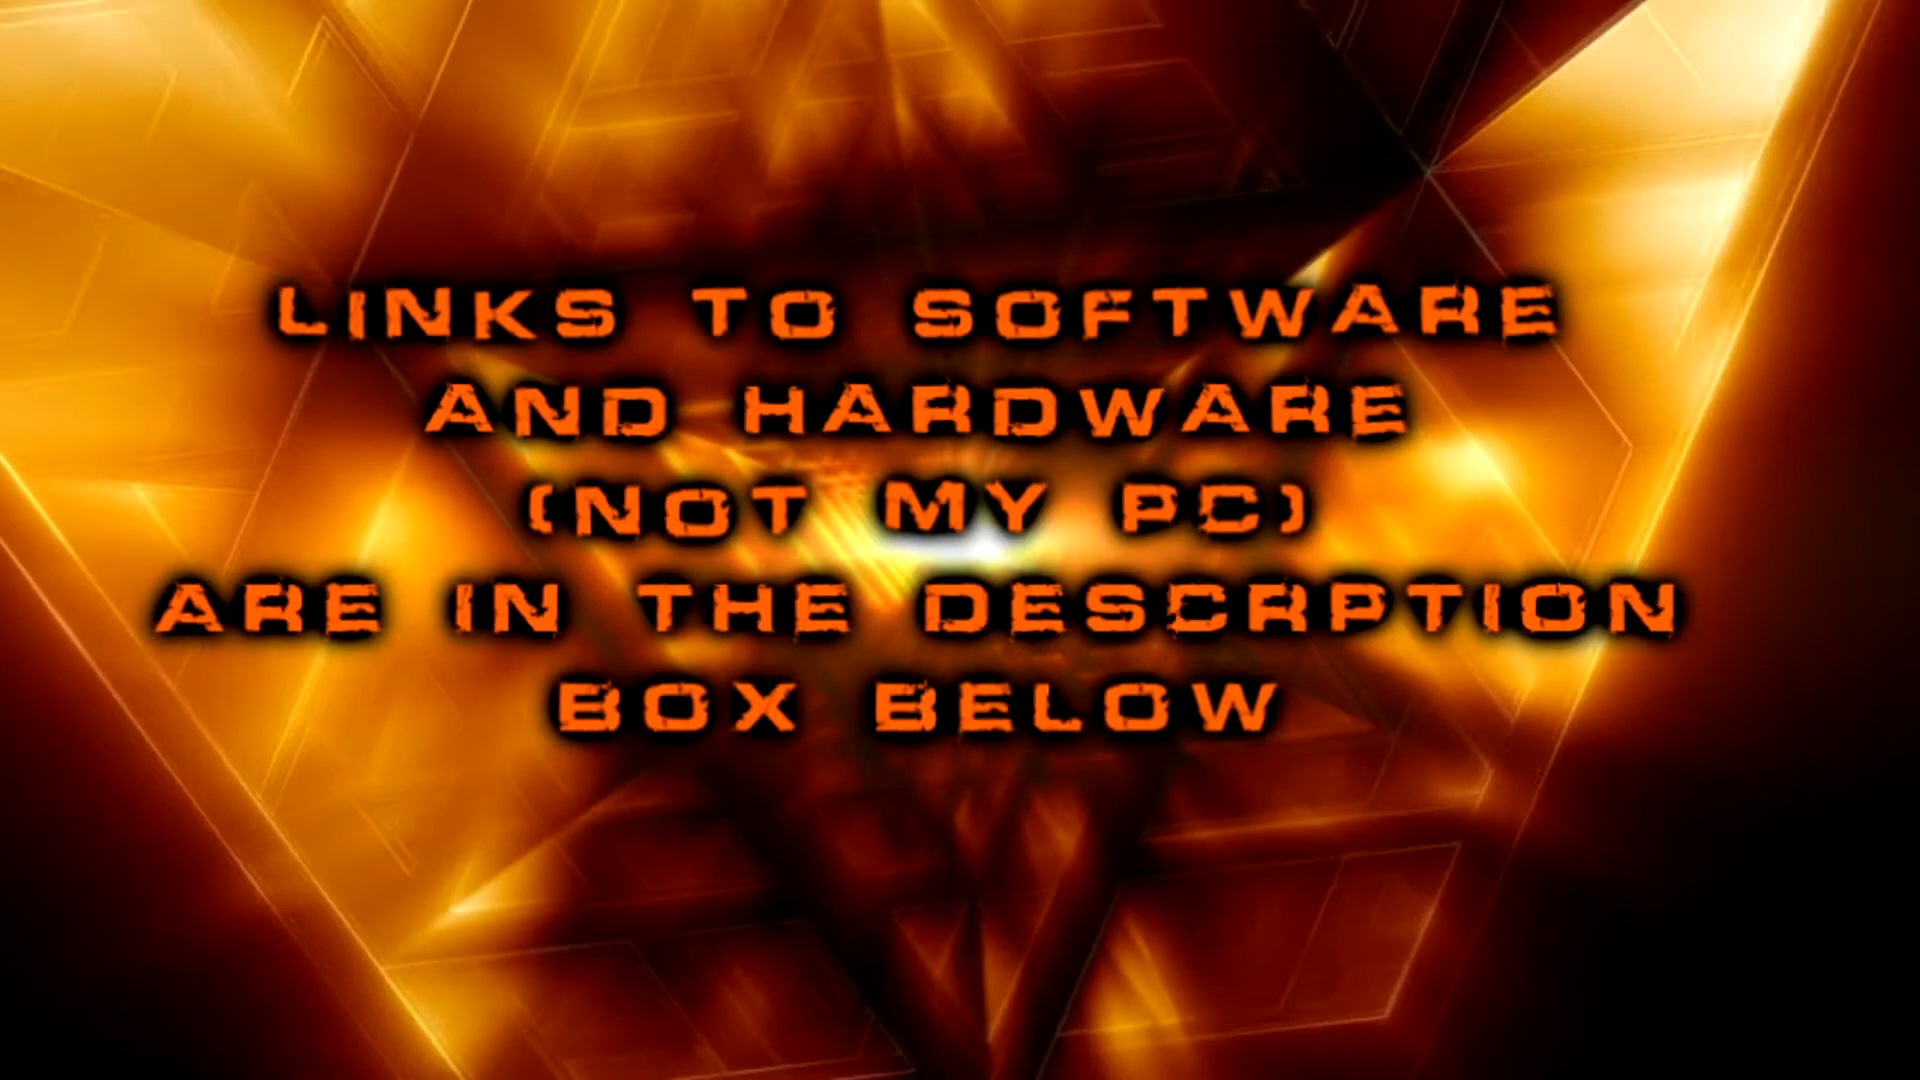 LINKS TO SOFTWARE
AND HARDWARE
(NOT MY PC)
ARE IN THE DESCRPTION
BOX BELOW